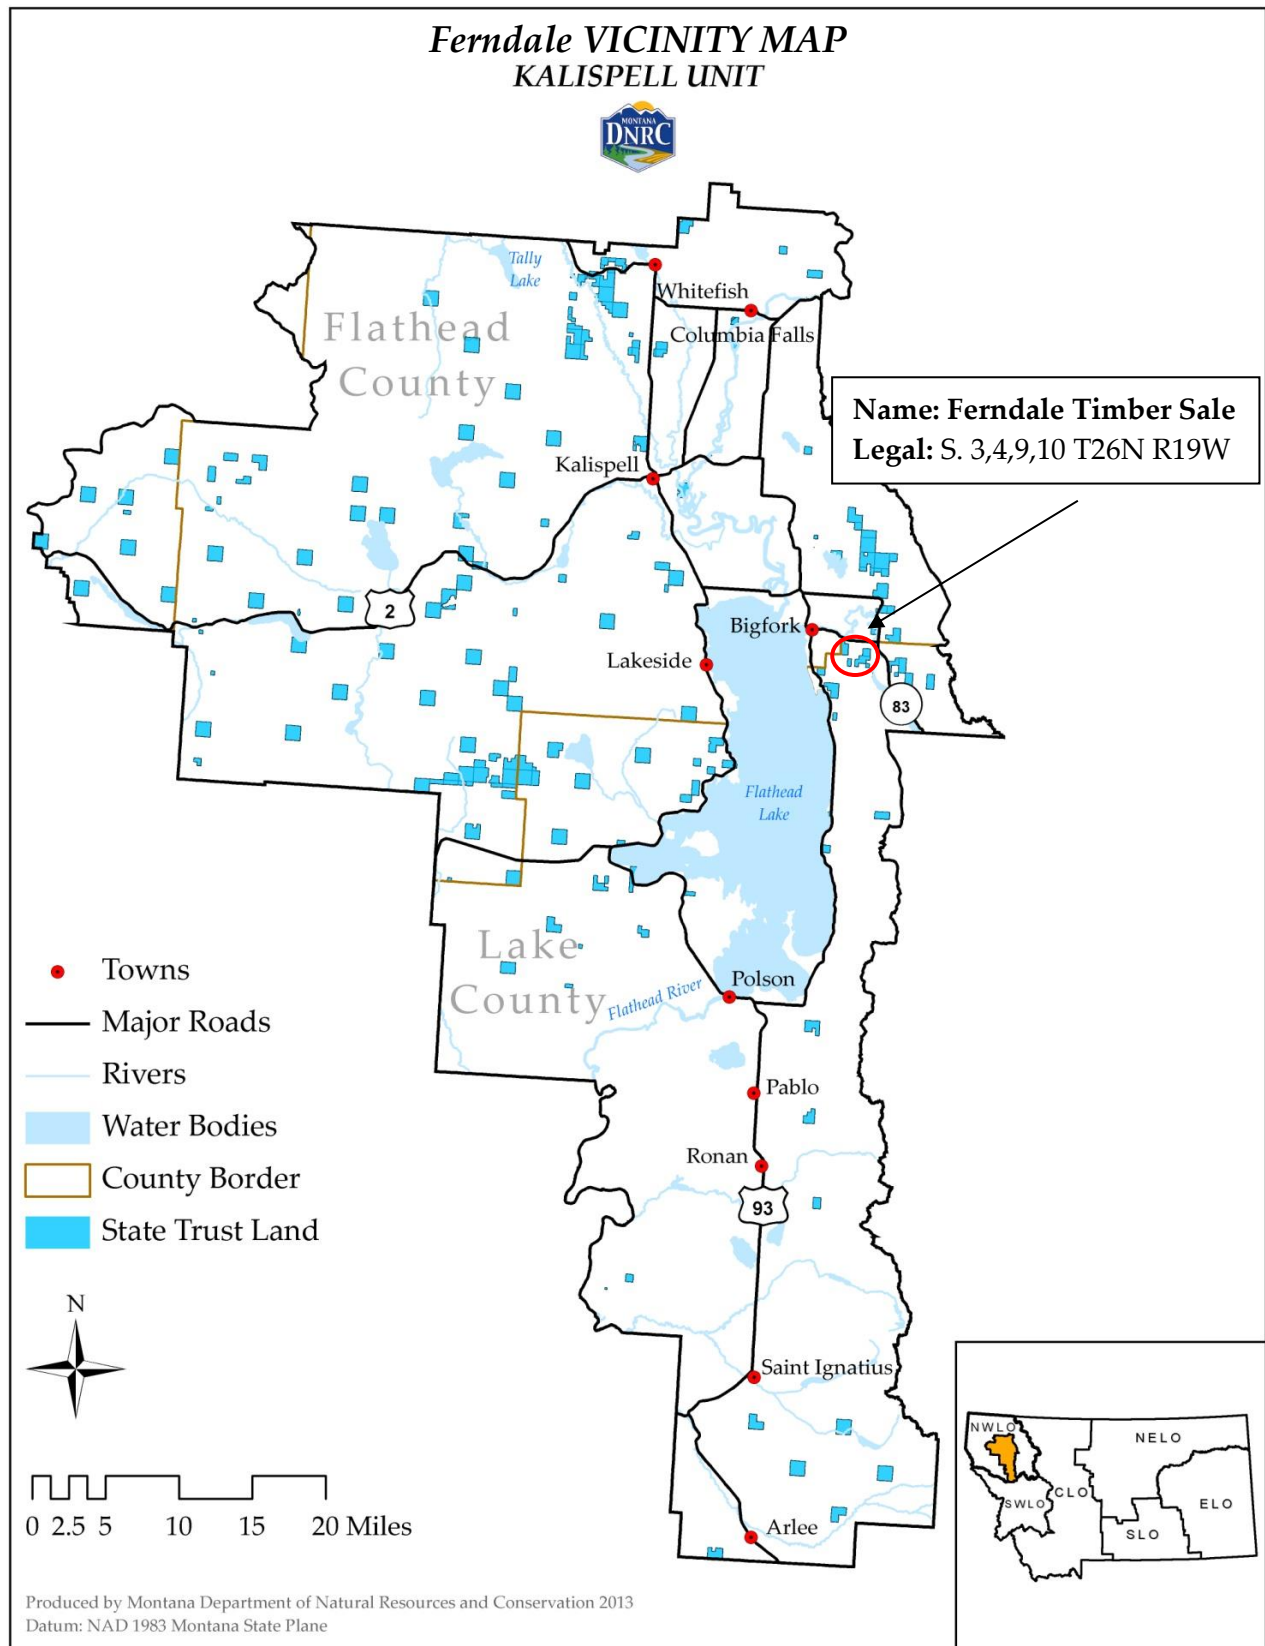 Ferndale VICINITY MAP
KALISPELL UNIT
MONTANA
DNRC
Tally
Lake
Whitefish
Flathead
County
Columbia Falls
Name: Ferndale Timber Sale
Legal: S. 3,4,9,10 T26N R19W
Kalispell
2
Bigfork
Lakeside
83
Flathead
Lake
Lake
County
Flathead River
Polson
Pablo
Ronan
93
Saint Ignatius
Arlee
Towns
Major Roads
Rivers
Water Bodies
County Border
State Trust Land
N
0 2.5 5 10 15 20 Miles
NWLO
NELO
SWLO
CLO
ELO
SLO
Produced by Montana Department of Natural Resources and Conservation 2013
Datum: NAD 1983 Montana State Plane